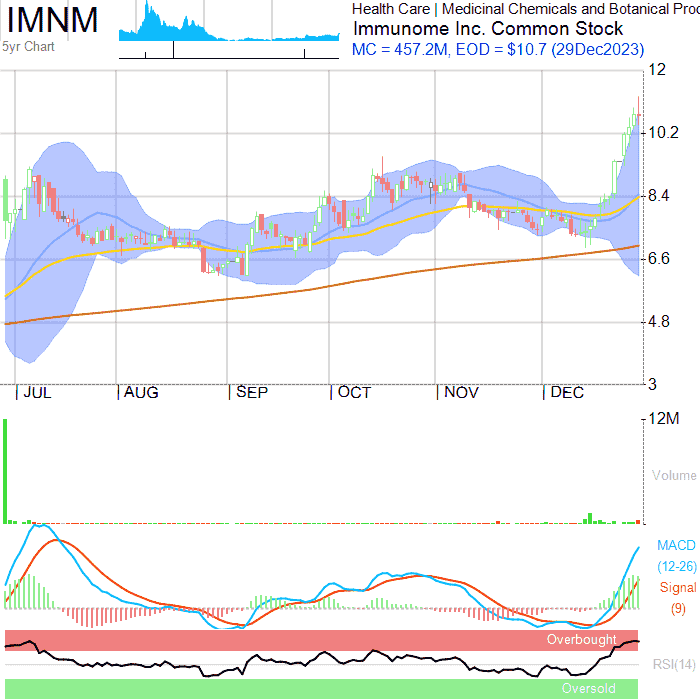 IMNM
5yr Chart
Health Care | Medicinal Chemicals and Botanical Pro
Immunome Inc. Common Stock
MC = 457.2M, EOD = $10.7 (29Dec2023)
12
10.2
8.4
6.6
4.8
3
JUL AUG SEP OCT NOV DEC
12M
Volume
MACD
(12-26)
Signal
(9)
Overbought
RSI(14)
Oversold